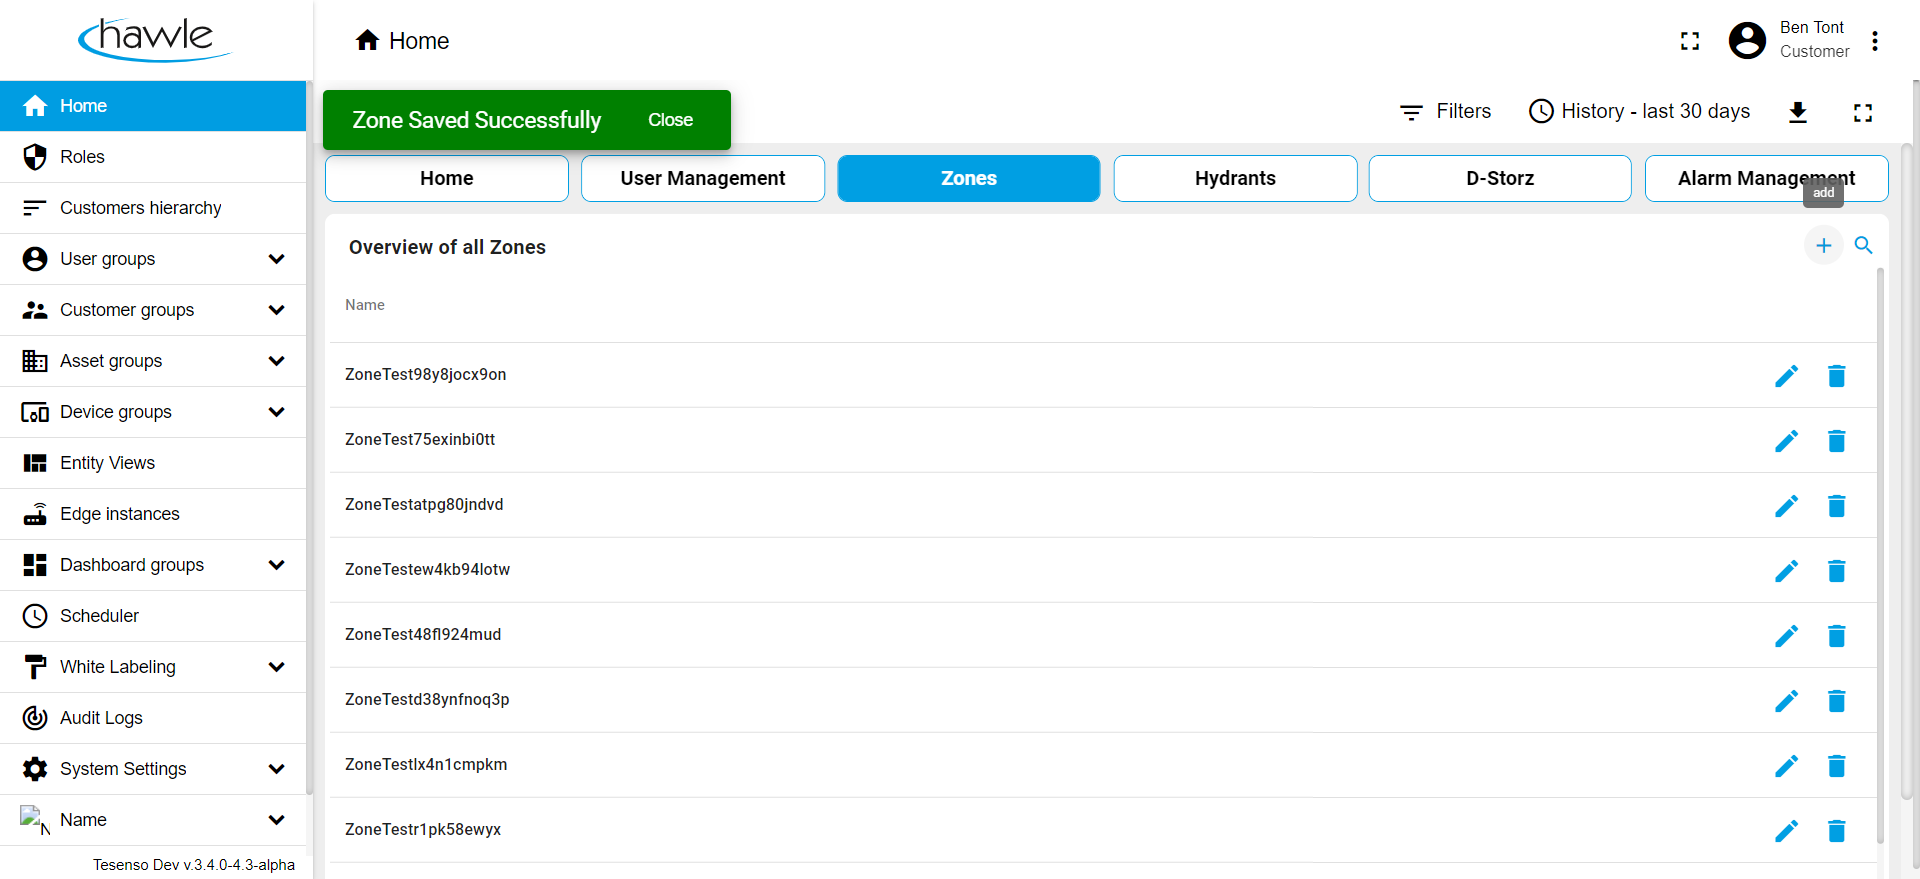 hawle
Home
Ben Tont
Customer
Home
Roles
Customers hierarchy
User groups
Customer groups
Asset groups
Device groups
Entity Views
Edge instances
Dashboard groups
Scheduler
White Labeling
Audit Logs
System Settings
N
Name
Tesenso Dev v.3.4.0-4.3-alpha
Zone Saved Successfully Close
Filters
History - last 30 days
Home
User Management
Zones
Hydrants
D-Storz
Alarm Management
add
Overview of all Zones
Name
ZoneTest98y8jocx9on
ZoneTest75exinbi0tt
ZoneTestatpg80jndvd
ZoneTestew4kb94lotw
ZoneTest48fl924mud
ZoneTestd38ynfnoq3p
ZoneTestlx4n1cmpkm
ZoneTestr1pk58ewyx